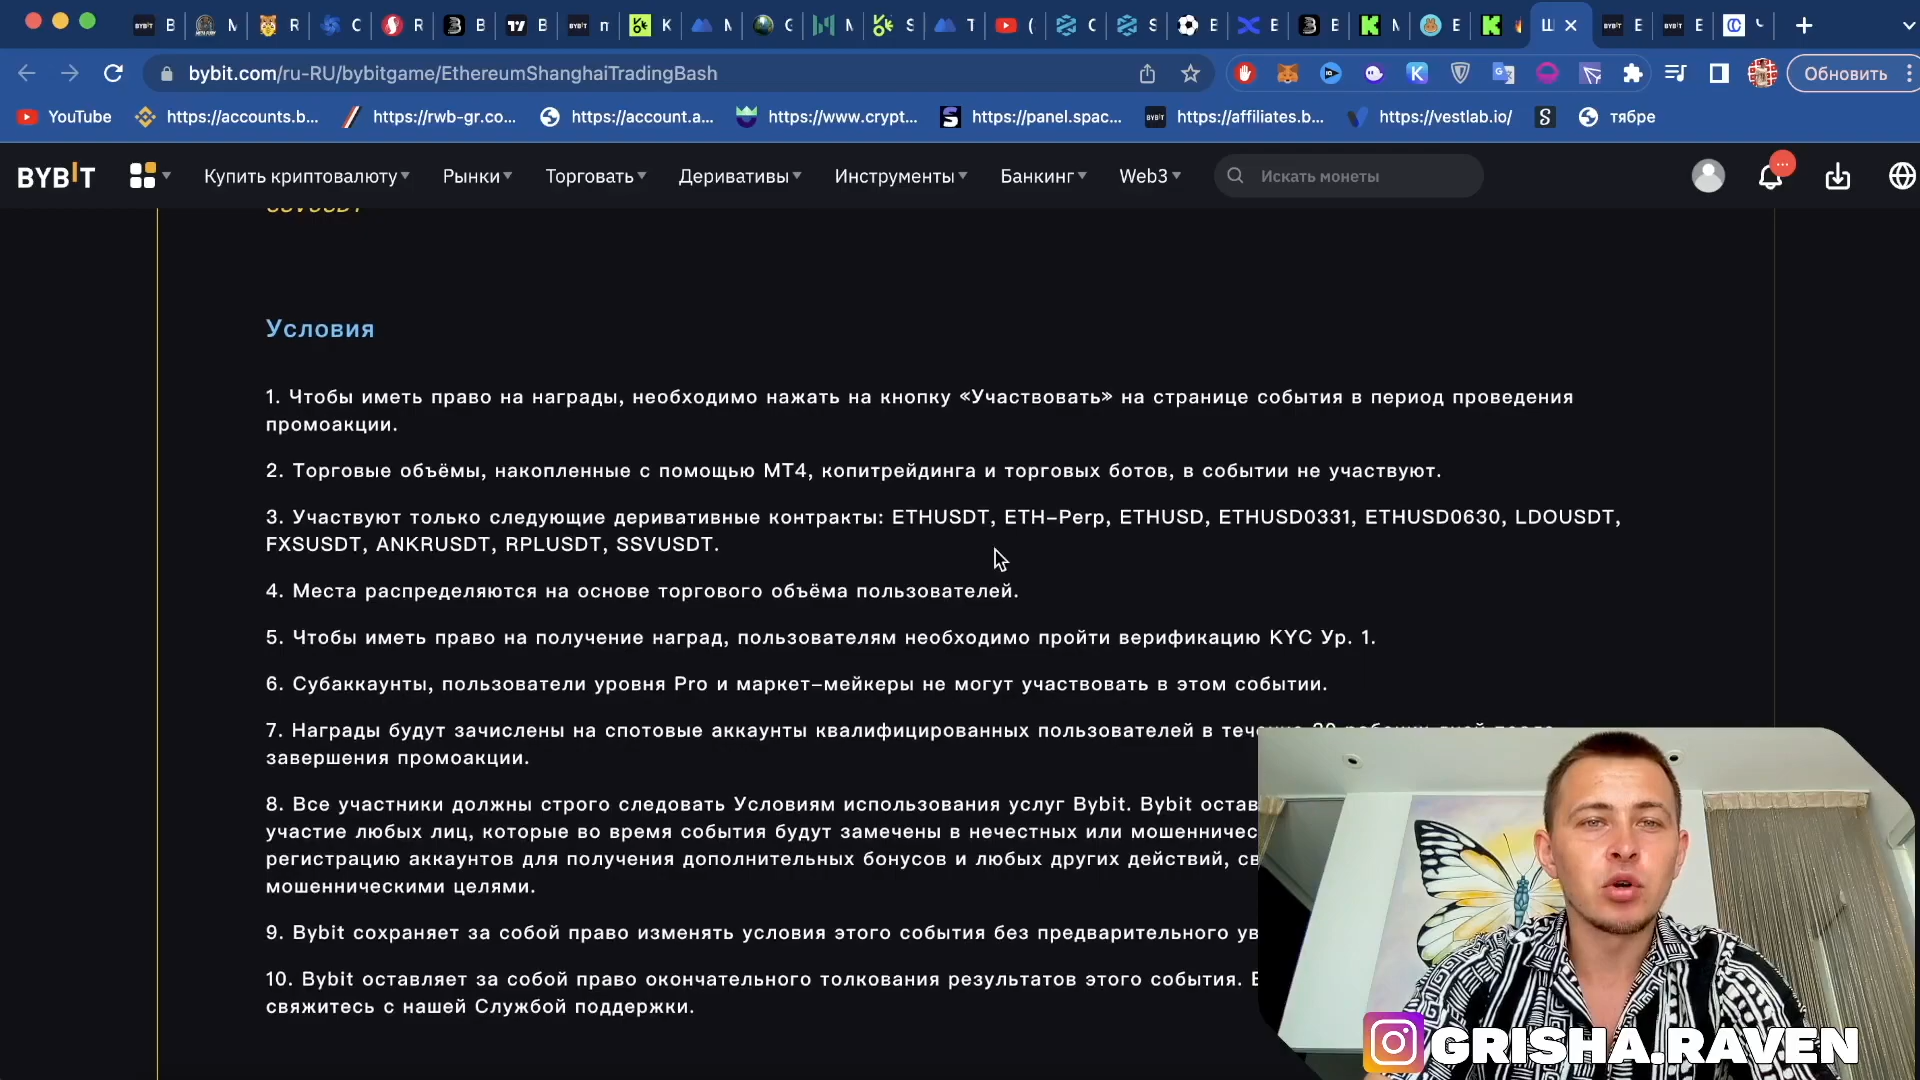 bybit.com/ru-RU/bybitgame/EthereumShanghaiTradingBash
Обновить
YouTube
https://accounts.b...
https://rwb-gr.co...
https://account.a...
https://www.crypt...
https://panel.spac...
https://affiliates.b...
https://vestlab.io/
тябре
BYBIT
Купить криптовалюту
Рынки
Торговать
Деривативы
Инструменты
Банкинг
Web3
Искать монеты
SSVUSDT
Условия
1. Чтобы иметь право на награды, необходимо нажать на кнопку «Участвовать» на странице события в период проведения
промоакции.
2. Торговые объёмы, накопленные с помощью MT4, копитрейдинга и торговых ботов, в событии не участвуют.
3. Участвуют только следующие деривативные контракты: ETHUSDT, ETH-Perp, ETHUSD, ETHUSD0331, ETHUSD0630, LDOUSDT,
FXSUSDT, ANKRUSDT, RPLUSDT, SSVUSDT.
4. Места распределяются на основе торгового объёма пользователей.
5. Чтобы иметь право на получение наград, пользователям необходимо пройти верификацию KYC Ур. 1.
6. Субаккаунты, пользователи уровня Pro и маркет-мейкеры не могут участвовать в этом событии.
7. Награды будут зачислены на спотовые аккаунты квалифицированных пользователей в
завершения промоакции.
8. Все участники должны строго следовать Условиям использования услуг Bybit. Bybit остав
участие любых лиц, которые во время события будут замечены в нечестных или мошенничес
регистрацию аккаунтов для получения дополнительных бонусов и любых других действий, св
мошенническими целями.
9. Bybit сохраняет за собой право изменять условия этого события без предварительного ув
10. Bybit оставляет за собой право окончательного толкования результатов этого события.
свяжитесь с нашей Службой поддержки.
GRISHA.RAVEN